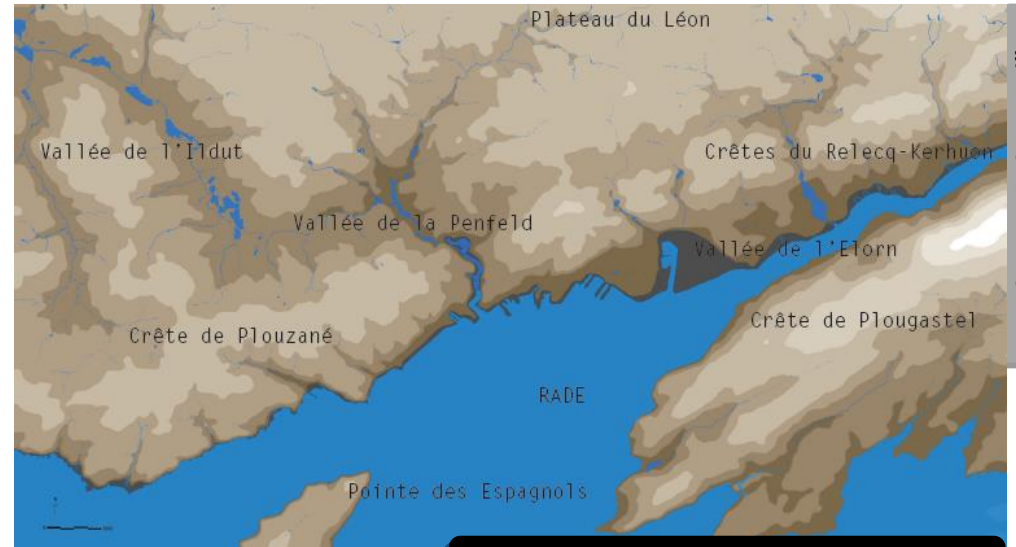 Plateau du Léon
Vallée de l'Ildut
Crêtes du Relecq-Kerhuon
Vallée de la Penfeld
Vallée de l'Elorn
Crête de Plouzané
Crête de Plougastel
RADE
Pointe des Espagnols